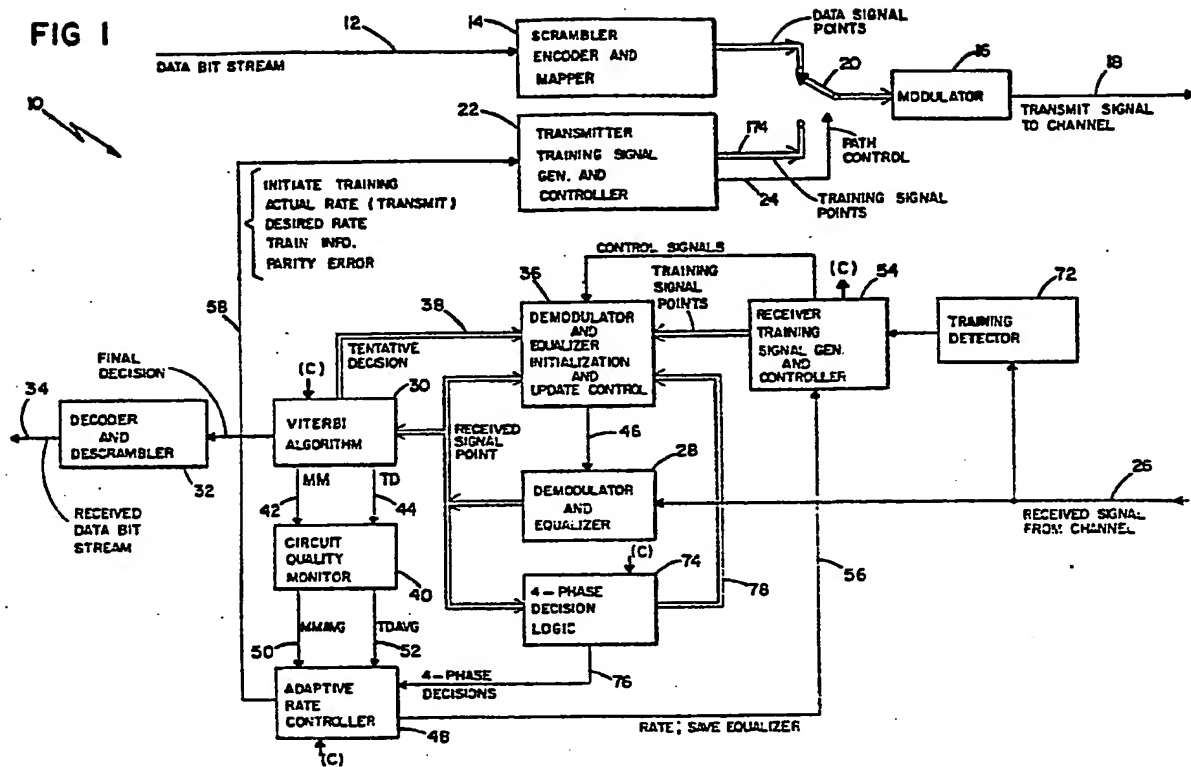 FIG 1
12
DATA BIT STREAM
14
SCRAMBLER
ENCODER AND
MAPPER
DATA SIGNAL
POINTS
20
16
MODULATOR
18
TRANSMIT SIGNAL
TO CHANNEL
10
22
TRANSMITTER
TRAINING SIGNAL
GEN. AND
CONTROLLER
174
24
PATH
CONTROL
TRAINING SIGNAL
POINTS
INITIATE TRAINING
ACTUAL RATE (TRANSMIT)
DESIRED RATE
TRAIN INFO.
PARITY ERROR
58
CONTROL SIGNALS
36
TRAINING
SIGNAL
POINTS
(C)
54
72
38
TENTATIVE
DECISION
DEMODULATOR
AND
EQUALIZER
INITIALIZATION
AND
UPDATE CONTROL
RECEIVER
TRAINING
SIGNAL GEN.
AND
CONTROLLER
TRAINING
DETECTOR
FINAL
DECISION
(C)
30
34
DECODER
AND
DESCRAMBLER
32
VITERBI
ALGORITHM
RECEIVED
SIGNAL
POINT
46
28
RECEIVED
DATA BIT
STREAM
MM
TD
42
44
DEMODULATOR
AND
EQUALIZER
26
RECEIVED SIGNAL
FROM CHANNEL
CIRCUIT
QUALITY
MONITOR
40
(C)
74
4-PHASE
DECISION
LOGIC
78
56
MMAVG
TDAVG
50
52
76
4-PHASE
DECISIONS
ADAPTIVE
RATE
CONTROLLER
48
RATE; SAVE EQUALIZER
(C)